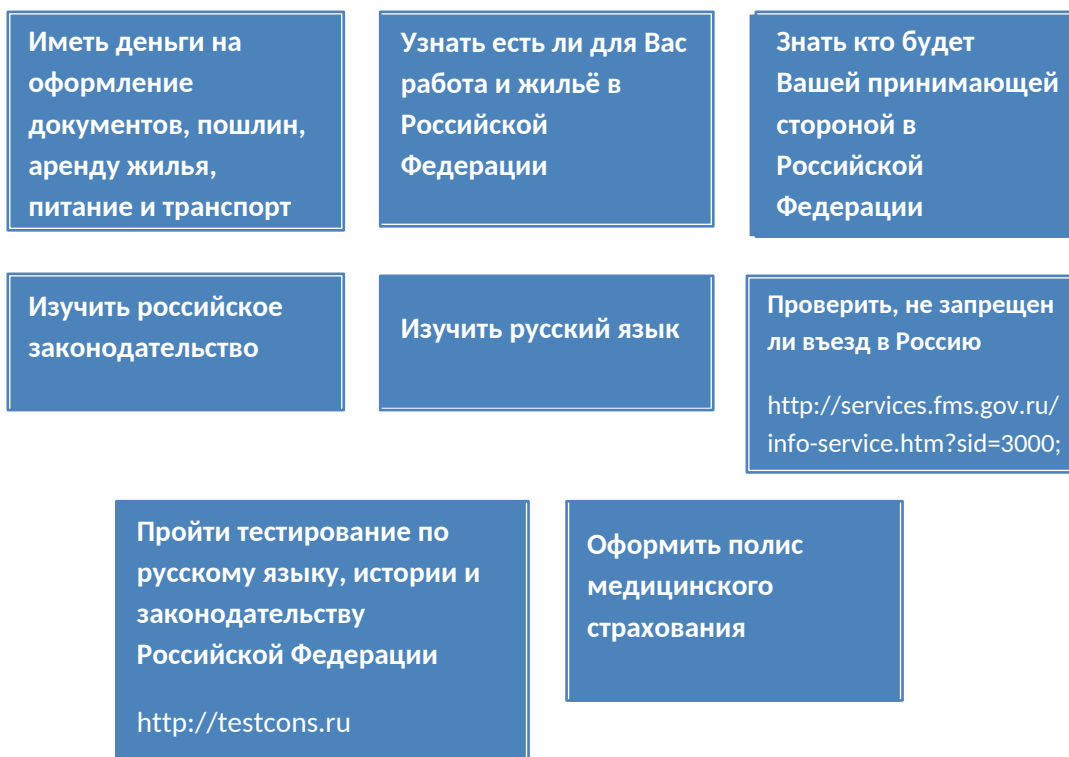 Иметь деньги на
оформление
документов, пошлин,
аренду жилья,
питание и транспорт
Узнать есть ли для Вас
работа и жильё в
Российской
Федерации
Знать кто будет
Вашей принимающей
стороной в
Российской
Федерации
Изучить российское
законодательство
Изучить русский язык
Проверить, не запрещен
ли въезд в Россию
http://services.fms.gov.ru/
info-service.htm?sid=3000;
Пройти тестирование по
русскому языку, истории и
законодательству
Российской Федерации
http://testcons.ru
Оформить полис
медицинского
страхования